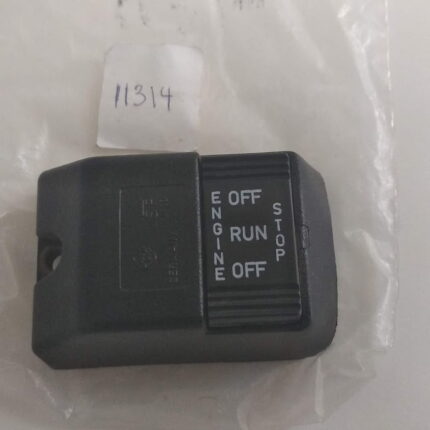 11314
ENGINE
OFF
RUN
OFF
STOP